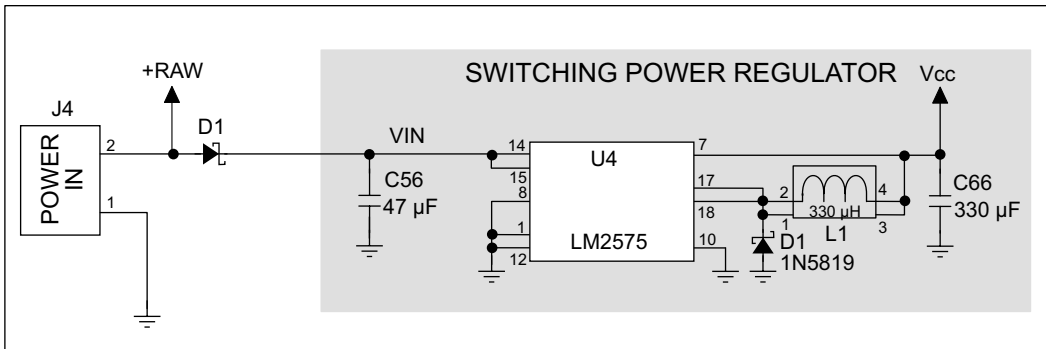 SWITCHING POWER REGULATOR
+RAW
Vcc
J4
POWER
IN
2
1
D1
VIN
C56
47 µF
14
15
8
1
12
U4
LM2575
7
17
18
10
2
1
4
3
330 µH
L1
D1
1N5819
C66
330 µF